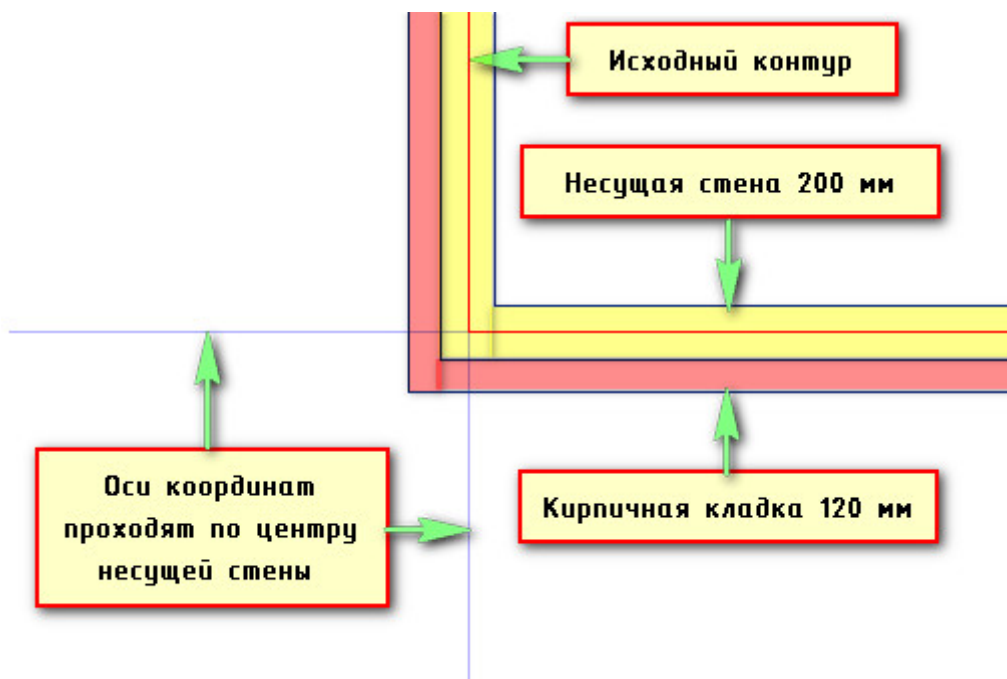 Исходный контур
Несущая стена 200 мм
Оси координат
проходят по центру
несущей стены
Кирпичная кладка 120 мм